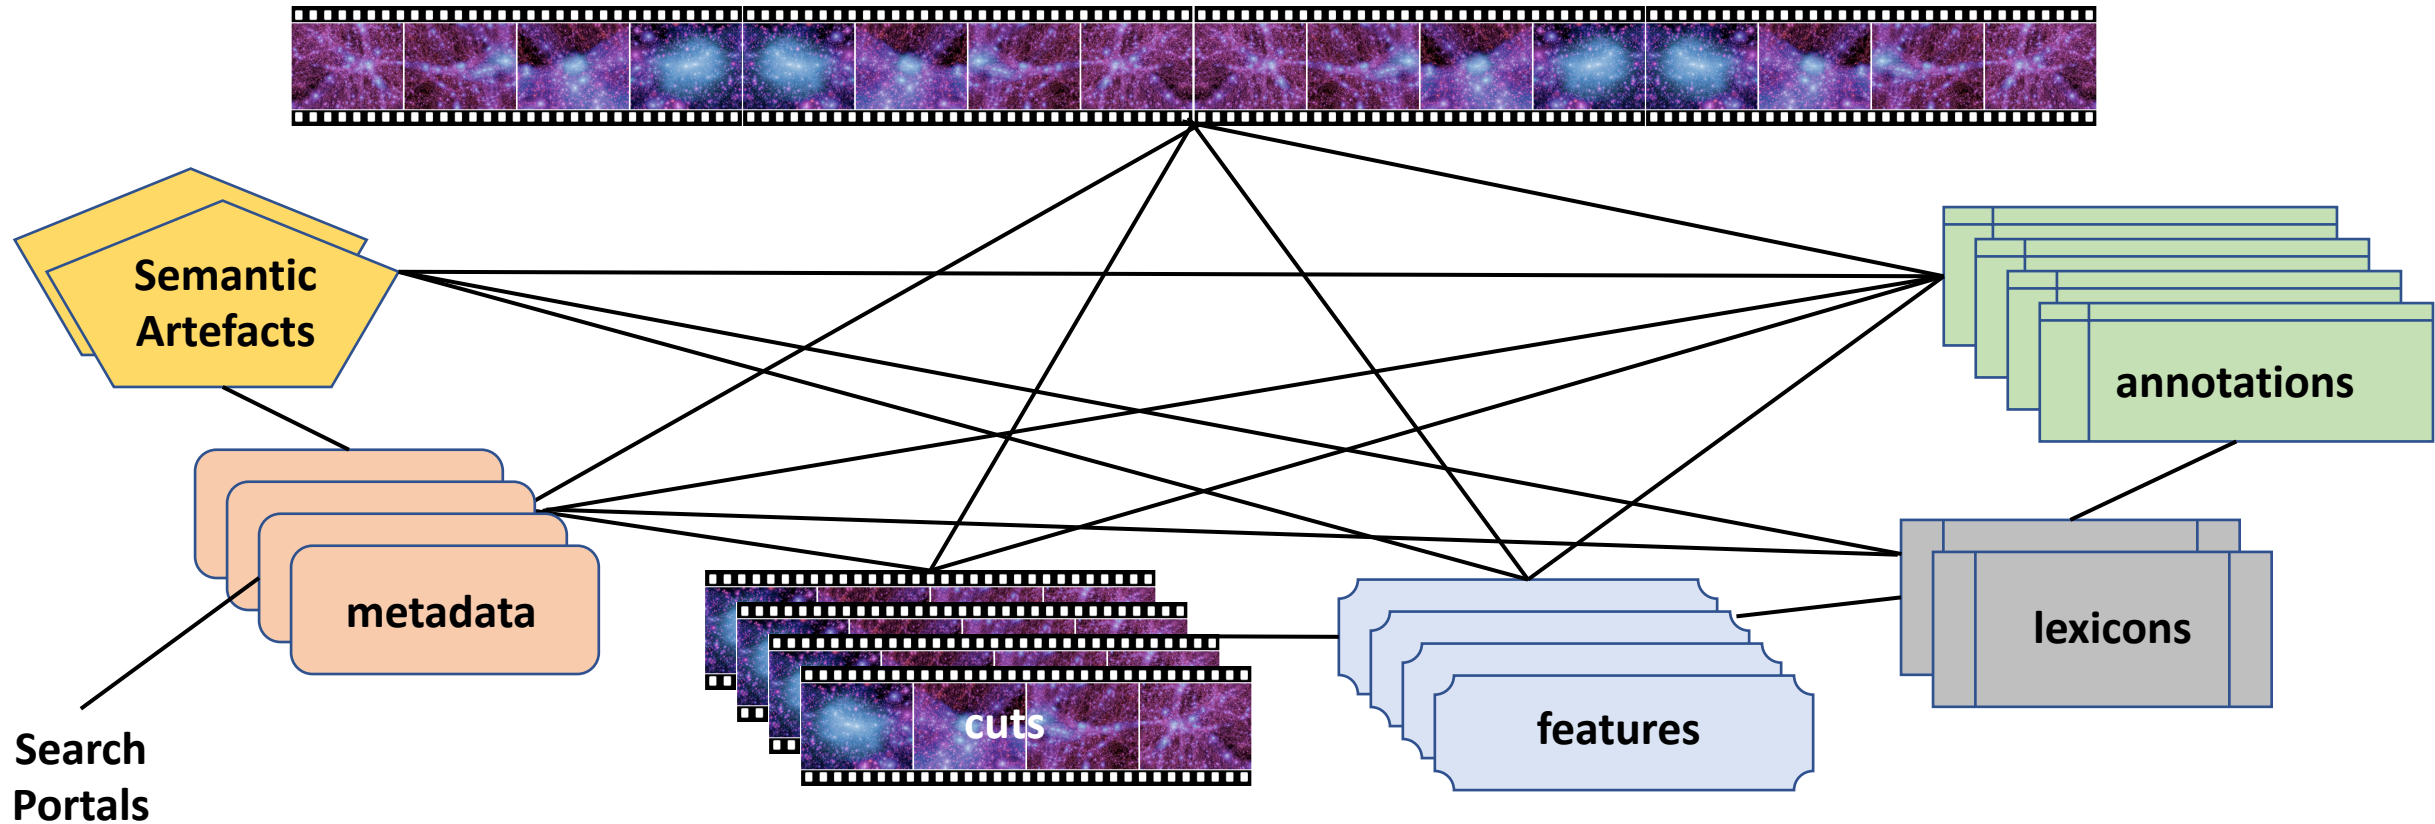 Semantic
Artefacts
annotations
metadata
lexicons
cuts
features
Search
Portals